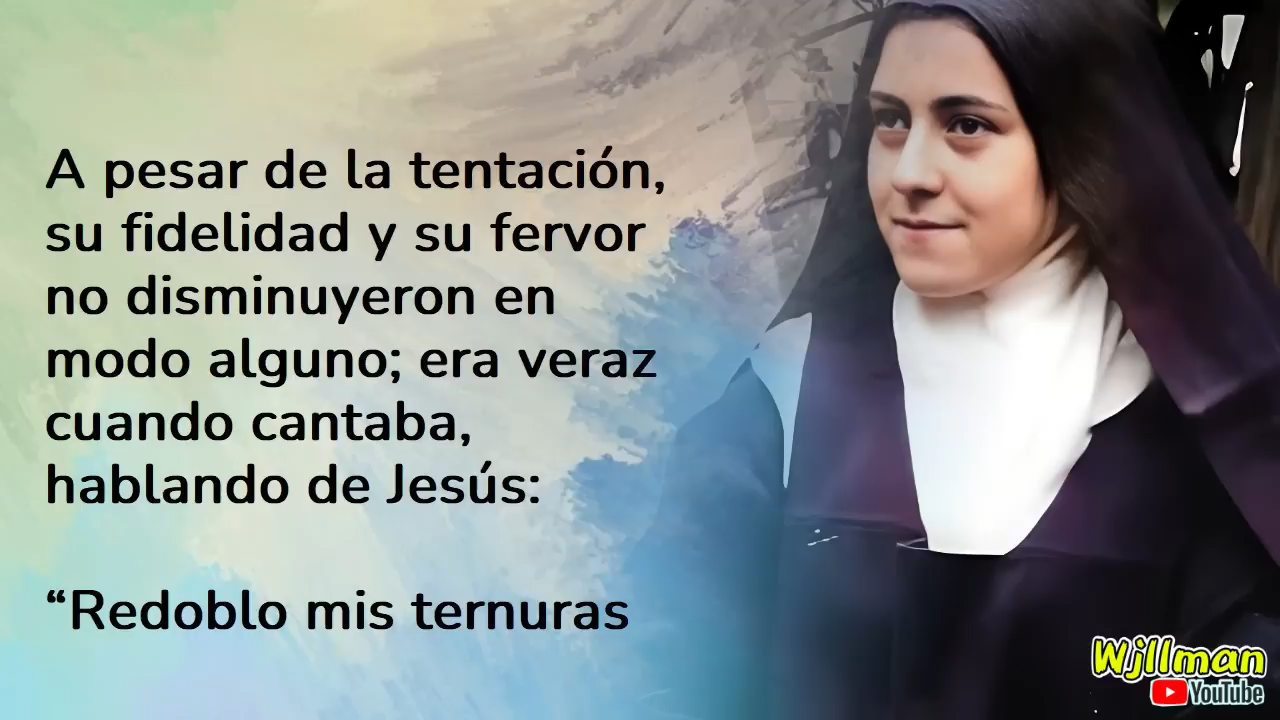 A pesar de la tentación,
su fidelidad y su fervor
no disminuyeron en
modo alguno; era veraz
cuando cantaba,
hablando de Jesús:
“Redoblo mis ternuras
Wjllman
YouTube